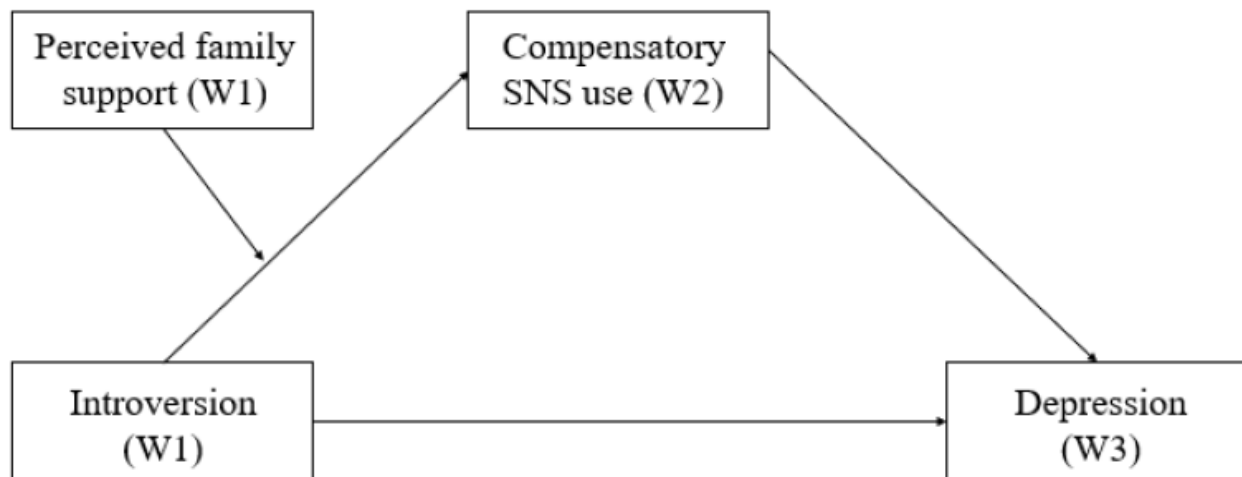 Perceived family
support (W1)
Compensatory
SNS use (W2)
Introversion
(W1)
Depression
(W3)